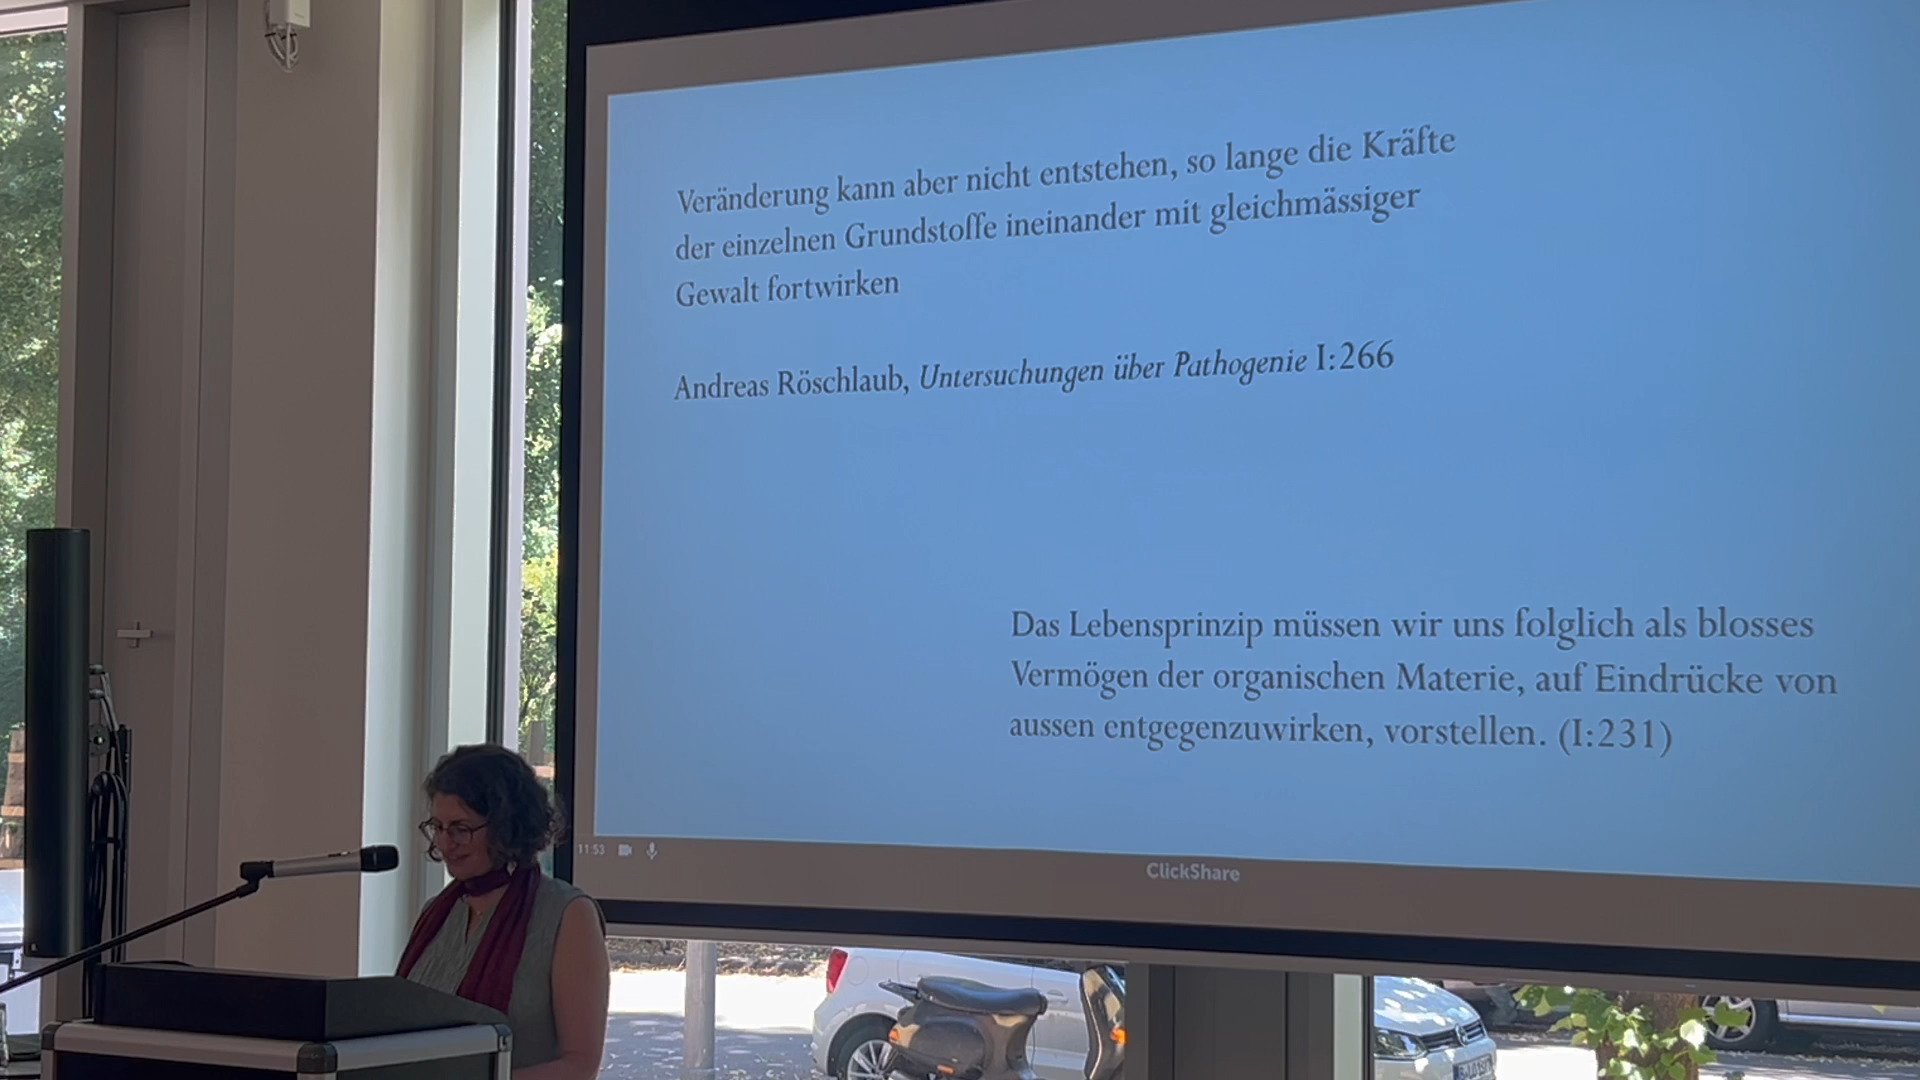 Veränderung kann aber nicht entstehen, so lange die Kräfte
der einzelnen Grundstoffe ineinander mit gleichmässiger
Gewalt fortwirken
Andreas Röschlaub, Untersuchungen über Pathogenie I:266
Das Lebensprinzip müssen wir uns folglich als blosses
Vermögen der organischen Materie, auf Eindrücke von
aussen entgegenzuwirken, vorstellen. (I:231)
11:53
ClickShare